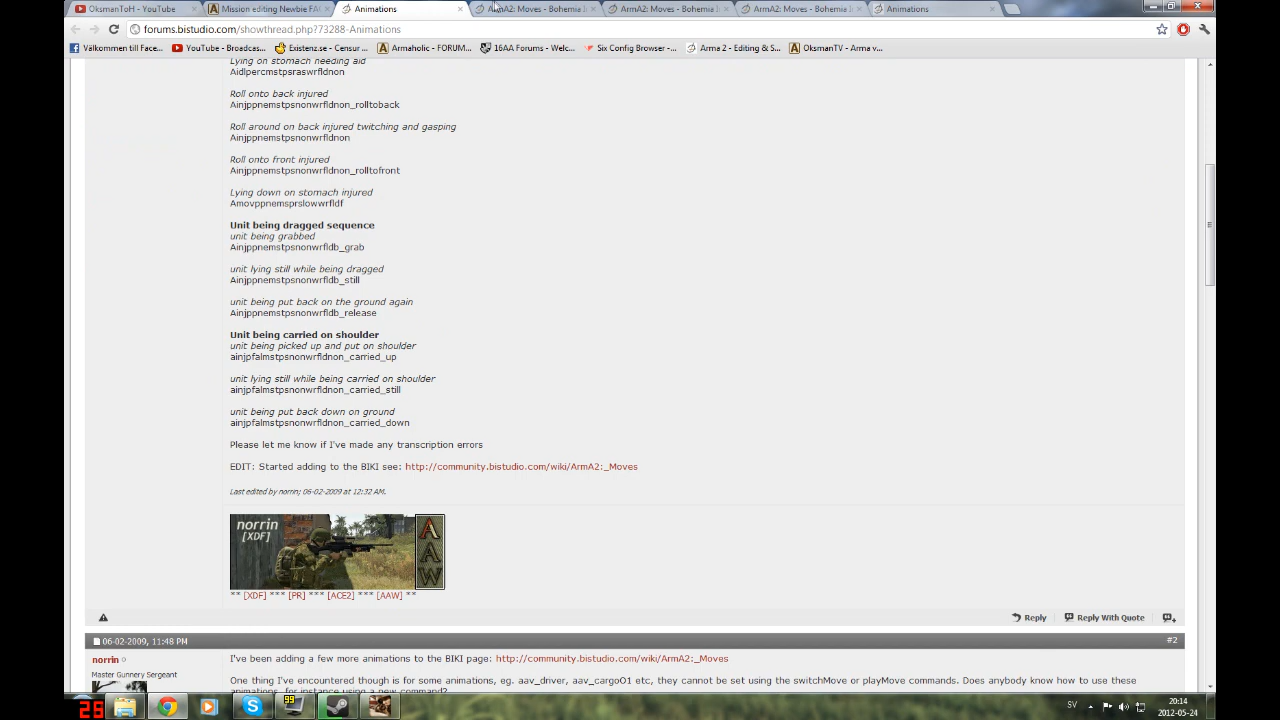 OksmanToH - YouTube
Mission editing Newbie FAQ
Animations
ArmA2: Moves - Bohemia I
ArmA2: Moves - Bohemia I
ArmA2: Moves - Bohemia I
Animations
forums.bistudio.com/showthread.php?73288-Animations
Välkommen till Face...
YouTube - Broadcas...
Existenz.se - Censur ...
Armaholic - FORUM...
16AA Forums - Welc...
Six Config Browser -...
Arma 2 - Editing & S...
OksmanTV - Arma v...
Lying on stomach needing aid
Aidlpercmstpsraswrfldnon
Roll onto back injured
Ainjppnemstpsnonwrfldnon_rolltoback
Roll around on back injured twitching and gasping
Ainjppnemstpsnonwrfldnon
Roll onto front injured
Ainjppnemstpsnonwrfldnon_rolltofront
Lying down on stomach injured
Amovppnemsprslowwrfldf
Unit being dragged sequence
unit being grabbed
Ainjppnemstpsnonwrfldb_grab
unit lying still while being dragged
Ainjppnemstpsnonwrfldb_still
unit being put back on the ground again
Ainjppnemstpsnonwrfldb_release
Unit being carried on shoulder
unit being picked up and put on shoulder
ainjpfalmstpsnonwrfldnon_carried_up
unit lying still while being carried on shoulder
ainjpfalmstpsnonwrfldnon_carried_still
unit being put back down on ground
ainjpfalmstpsnonwrfldnon_carried_down
Please let me know if I've made any transcription errors
EDIT: Started adding to the BIKI see: http://community.bistudio.com/wiki/ArmA2:_Moves
Last edited by norrin; 06-02-2009 at 12:32 AM.
norrin
[XDF]
AAW
** [XDF] *** [PR] *** [ACE2] *** [AAW] **
Reply
Reply With Quote
06-02-2009, 11:48 PM
#2
norrin
Master Gunnery Sergeant
I've been adding a few more animations to the BIKI page: http://community.bistudio.com/wiki/ArmA2:_Moves
One thing I've encountered though is for some animations, eg. aav_driver, aav_cargo01 etc, they cannot be set using the switchMove or playMove commands. Does anybody know how to use these
animations, for instance using a new command?
99
SV
20:14
2012-05-24